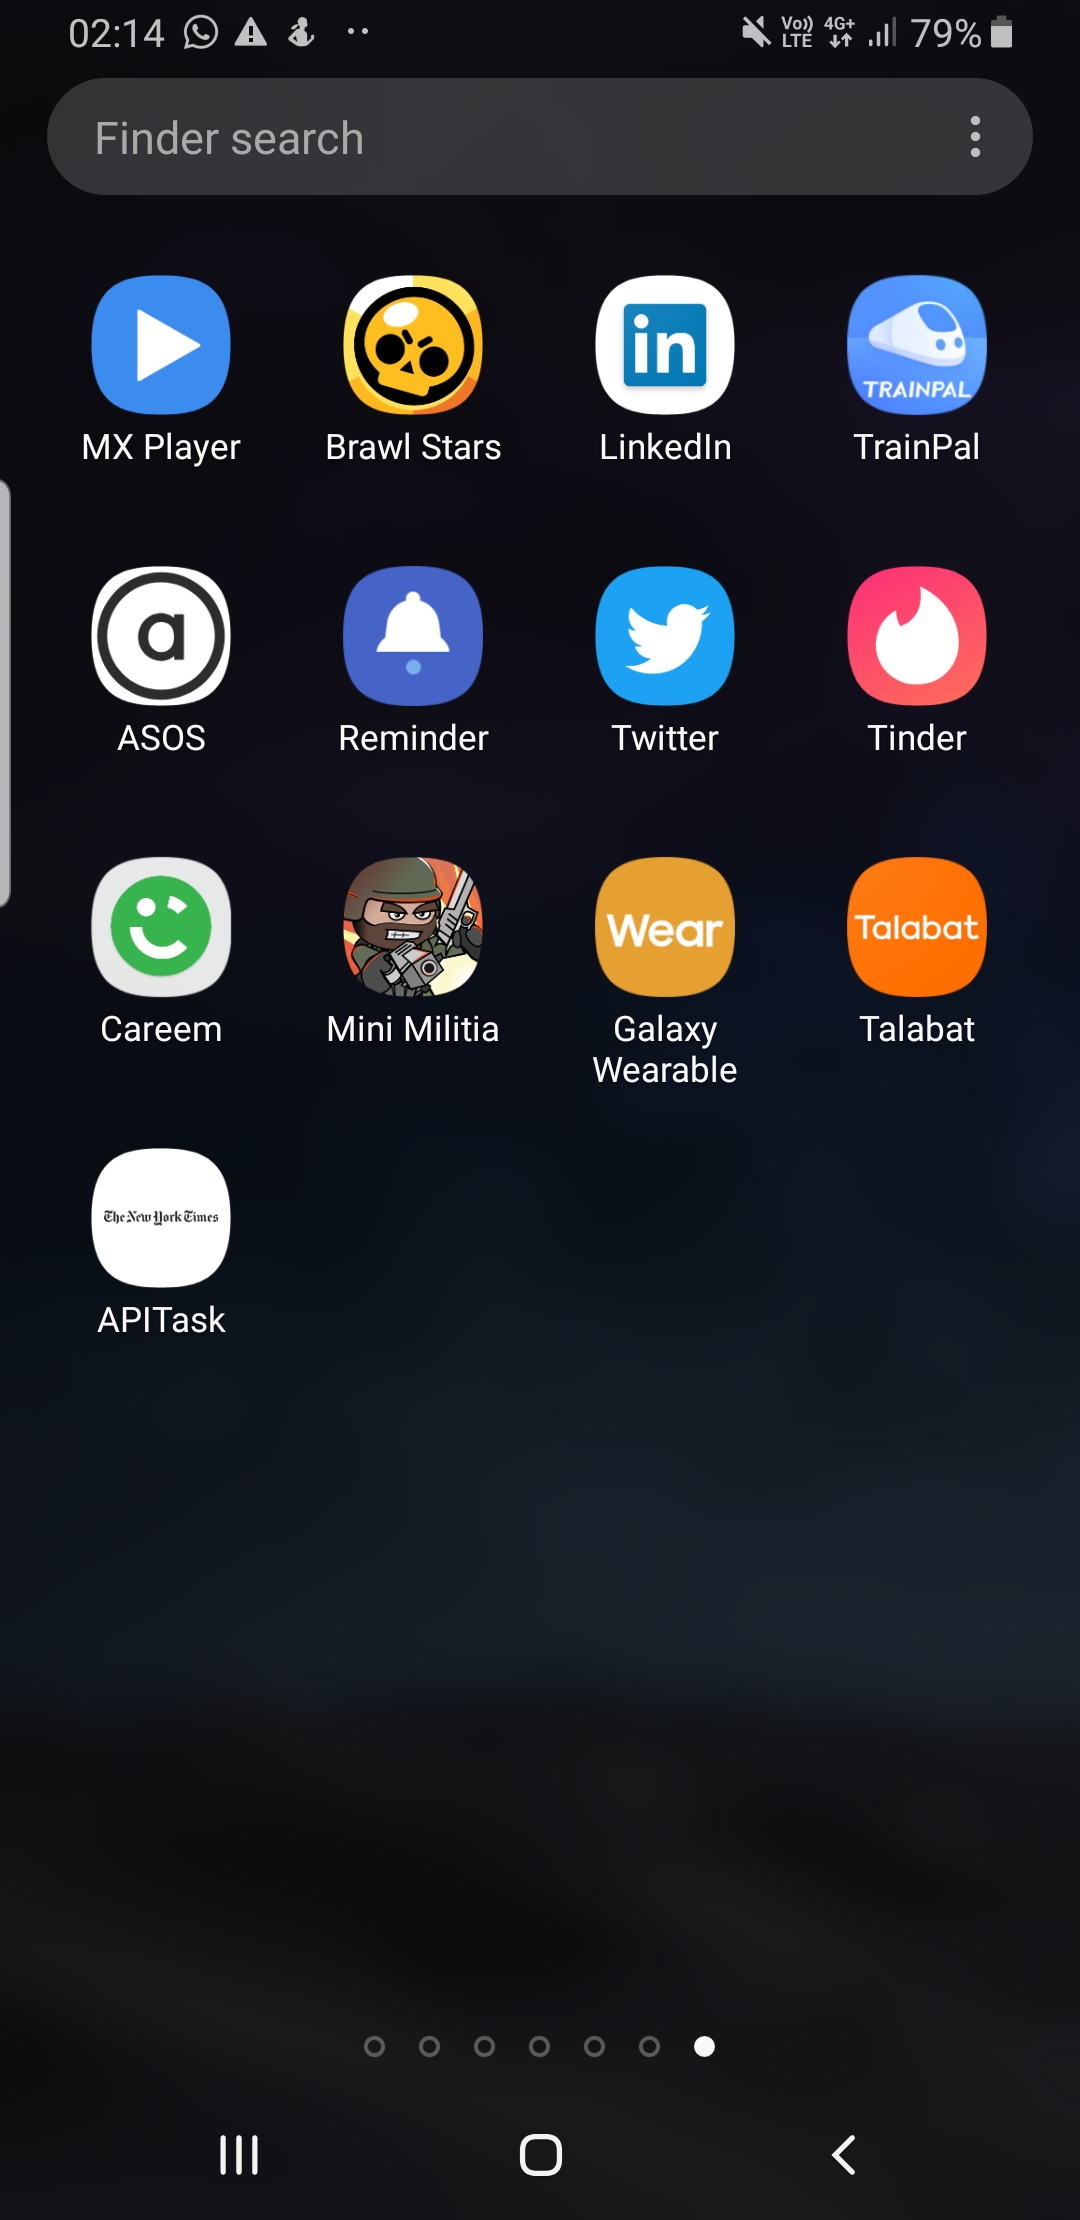 02:14
Vo)) LTE 4G+ 79%
Finder search
in
TRAINPAL
MX Player Brawl Stars LinkedIn TrainPal
a
ASOS Reminder Twitter Tinder
Wear Talabat
Careem Mini Militia Galaxy Wearable Talabat
The New York Times
APITask